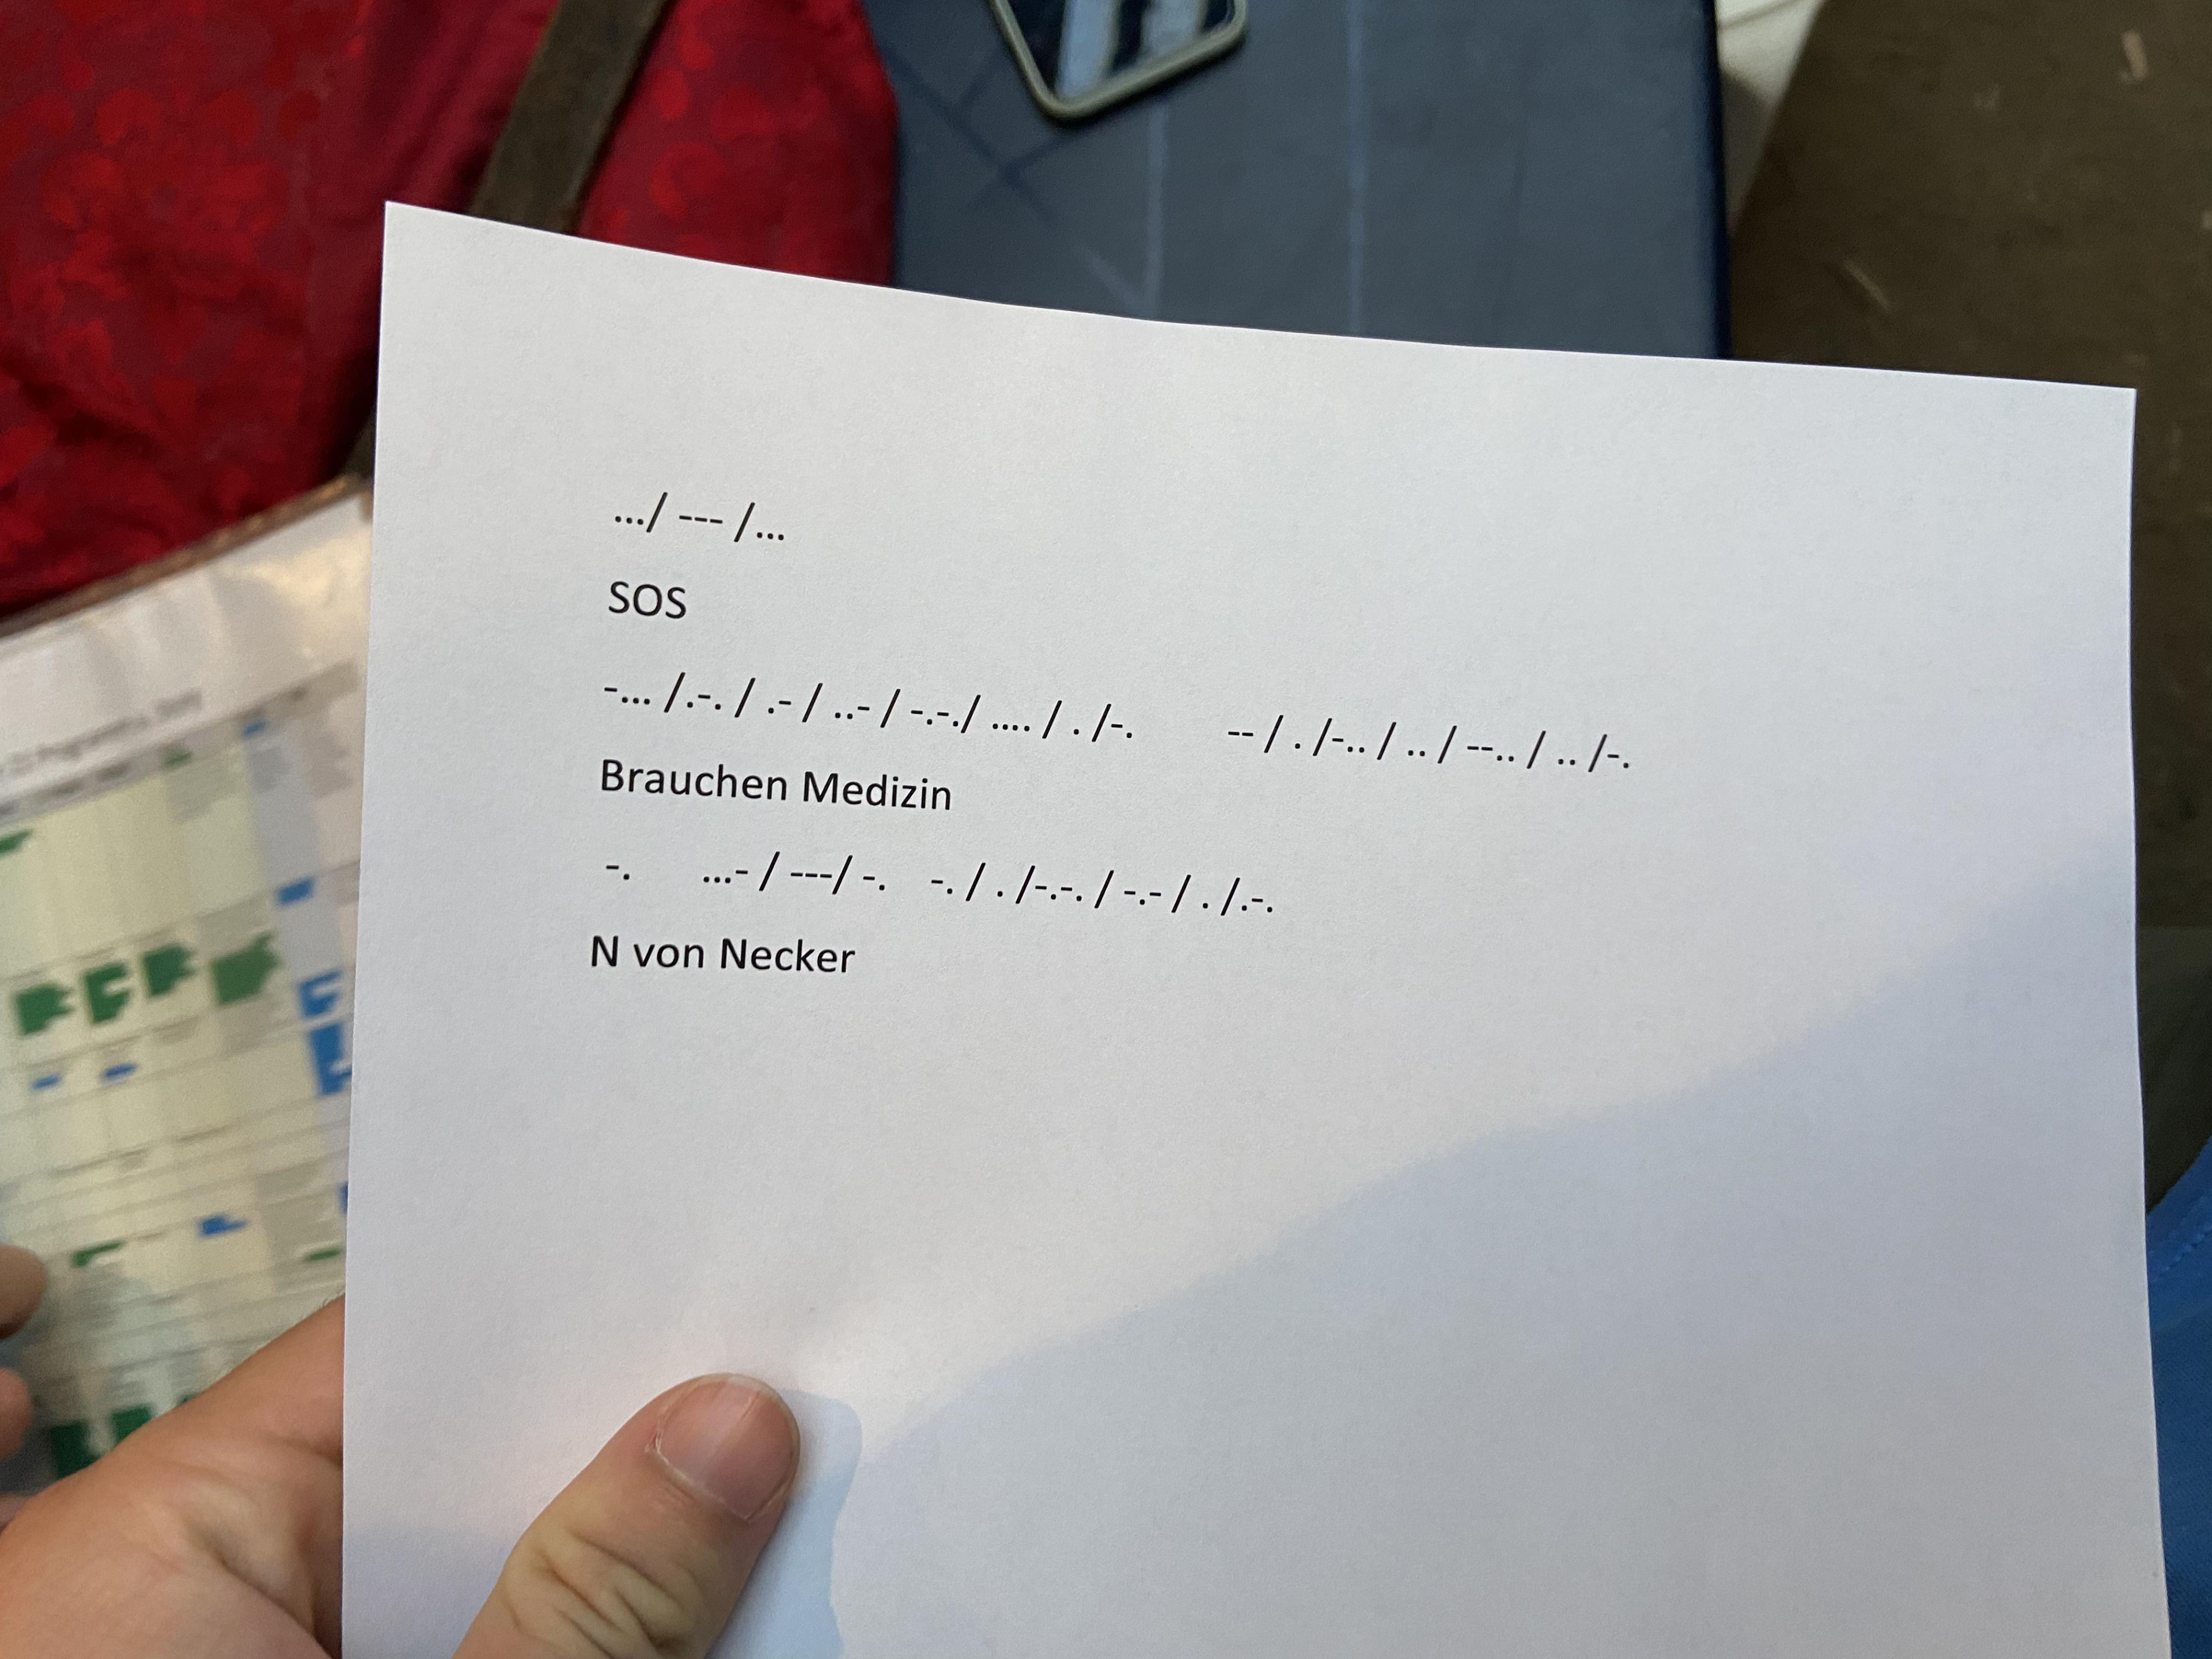 .../ --- /...
SOS
-... /.-. / .- / ..- / -.-./ .... / . /-. -- / . /-.. / .. / --.. / .. /-.
Brauchen Medizin
-. ...- / ---/ -. -. / . /-.-. / -.- / . /.-.
N von Necker